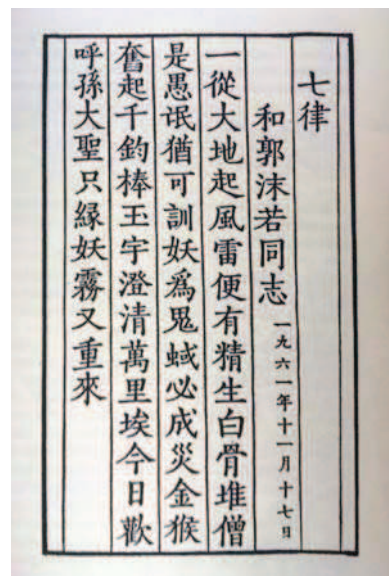 七律
和郭沫若同志 一九六一年十一月十七日
一從大地起風雷便有精生白骨堆僧
是愚氓猶可訓妖爲鬼蜮必成災金猴
奮起千鈞棒玉宇澄清萬里埃今日歡
呼孫大聖只緣妖霧又重來